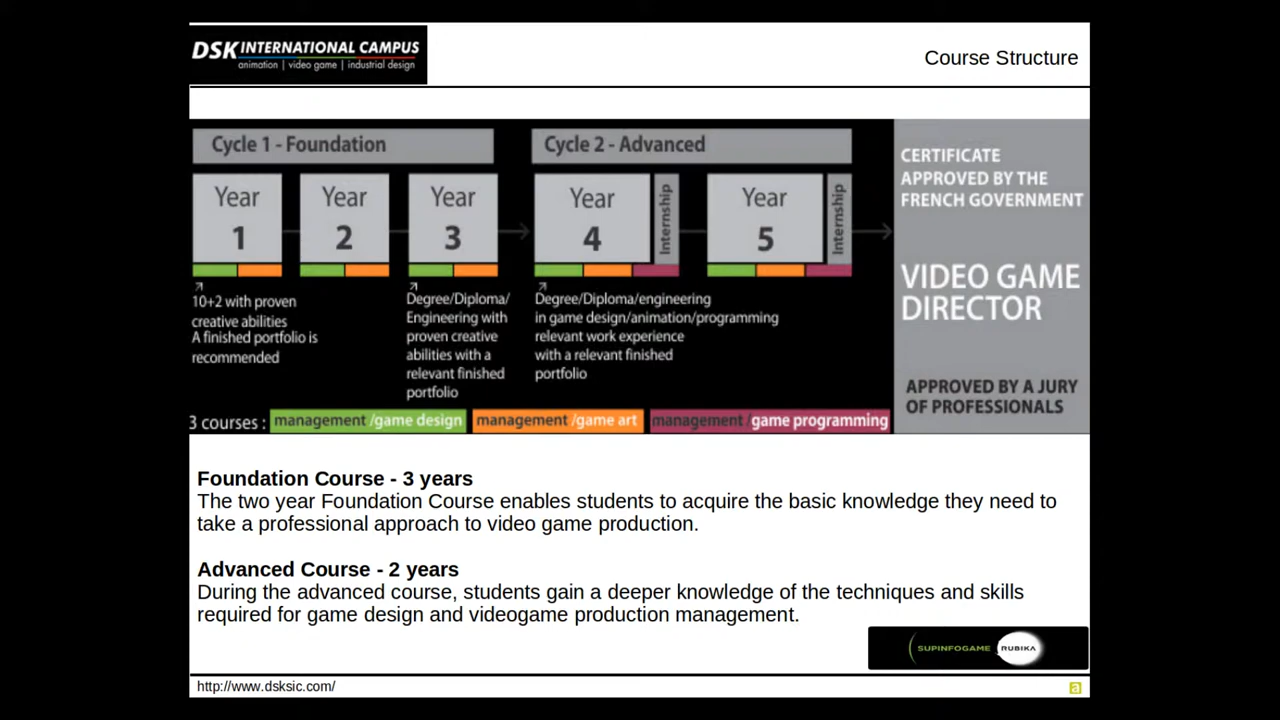 DSK INTERNATIONAL CAMPUS
animation | video game | industrial design
Course Structure
Cycle 1 - Foundation
Cycle 2 - Advanced
Year
1
Year
2
Year
3
Year
4
Internship
Year
5
Internship
10+2 with proven
creative abilities
A finished portfolio is
recommended
Degree/Diploma/
Engineering with
proven creative
abilities with a
relevant finished
portfolio
Degree/Diploma/engineering
in game design/animation/programming
relevant work experience
with a relevant finished
portfolio
CERTIFICATE
APPROVED BY THE
FRENCH GOVERNMENT
VIDEO GAME
DIRECTOR
APPROVED BY A JURY
OF PROFESSIONALS
3 courses : management /game design management /game art management /game programming
Foundation Course - 3 years
The two year Foundation Course enables students to acquire the basic knowledge they need to
take a professional approach to video game production.
Advanced Course - 2 years
During the advanced course, students gain a deeper knowledge of the techniques and skills
required for game design and videogame production management.
SUPINFOGAME RUBIKA
http://www.dsksic.com/
a